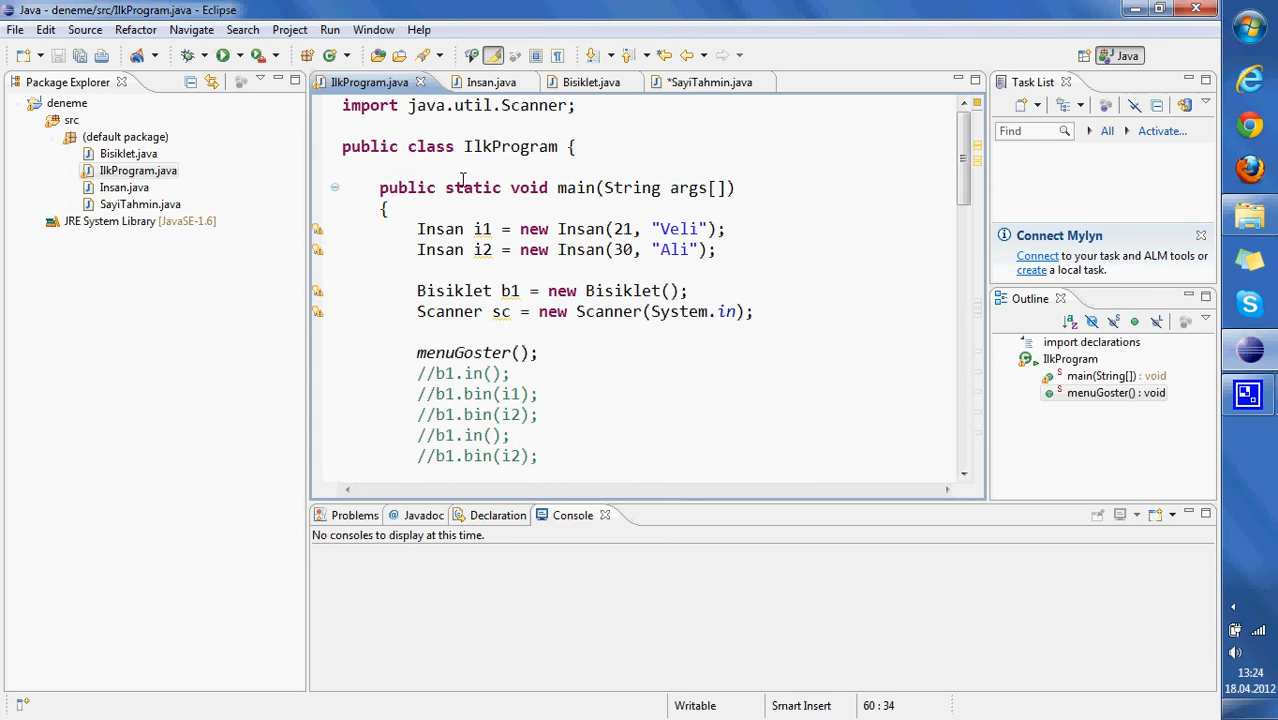 Java - deneme/src/IlkProgram.java - Eclipse
File Edit Source Refactor Navigate Search Project Run Window Help
Java
Package Explorer
deneme
src
(default package)
Bisiklet.java
IlkProgram.java
Insan.java
SayiTahmin.java
JRE System Library [JavaSE-1.6]
IlkProgram.java Insan.java Bisiklet.java *SayiTahmin.java
import java.util.Scanner;
public class IlkProgram {
public static void main(String args[])
{
Insan i1 = new Insan(21, "Veli");
Insan i2 = new Insan(30, "Ali");
Bisiklet b1 = new Bisiklet();
Scanner sc = new Scanner(System.in);
menuGoster();
//b1.in();
//b1.bin(i1);
//b1.bin(i2);
//b1.in();
//b1.bin(i2);
Task List
Find All Activate...
Connect Mylyn
Connect to your task and ALM tools or
create a local task.
Outline
import declarations
IlkProgram
main(String[]) : void
menuGoster() : void
Problems Javadoc Declaration Console
No consoles to display at this time.
Writable Smart Insert 60 : 34
13:24
18.04.2012